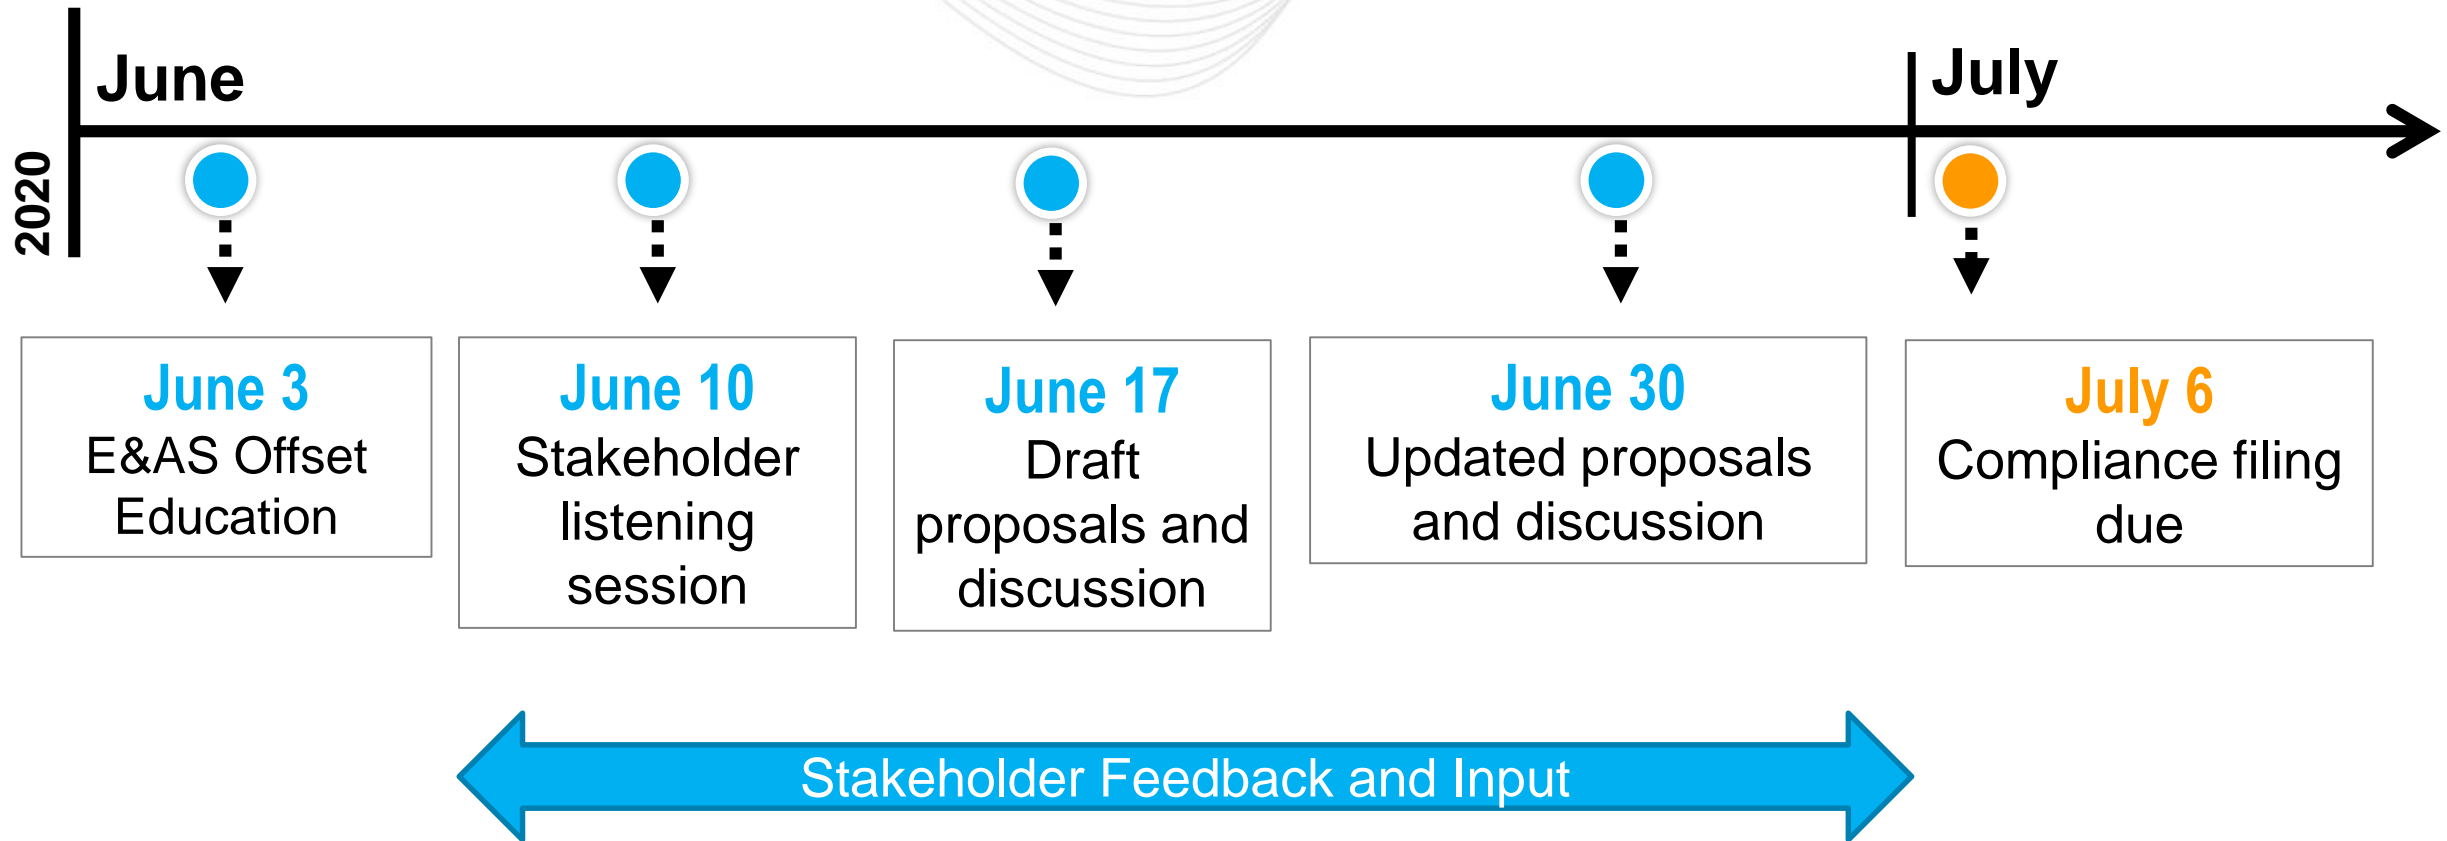 June
July
2020
June 3
E&AS Offset
Education
June 10
Stakeholder
listening
session
June 17
Draft
proposals and
discussion
June 30
Updated proposals
and discussion
July 6
Compliance filing
due
Stakeholder Feedback and Input